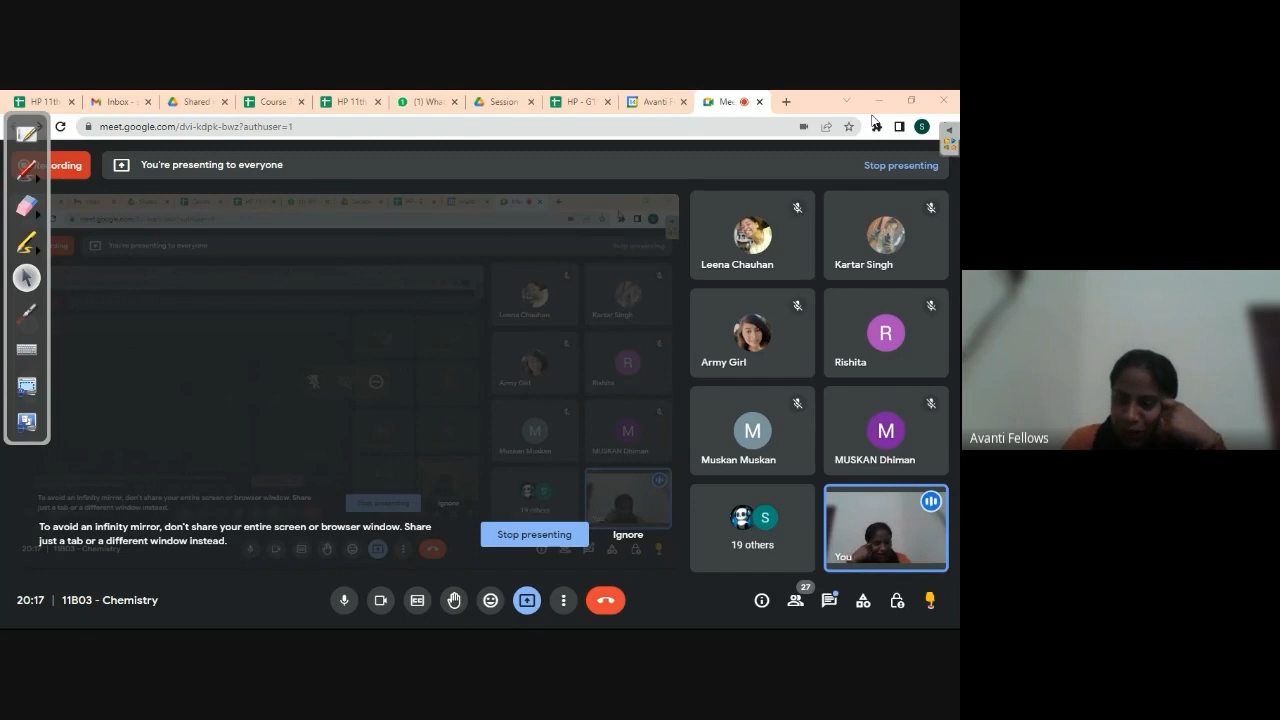 HP 11th
Inbox -
Shared
Course
HP 11th
(1) Wha
Session
HP - G1
Avanti F
Mee
meet.google.com/dvi-kdpk-bwz?authuser=1
You're presenting to everyone
Stop presenting
Leena Chauhan
Kartar Singh
Army Girl
R
Rishita
M
Muskan Muskan
M
MUSKAN Dhiman
S
19 others
You
Avanti Fellows
To avoid an infinity mirror, don't share your entire screen or browser window. Share
just a tab or a different window instead.
Stop presenting
Ignore
20:17 | 11B03 - Chemistry
27